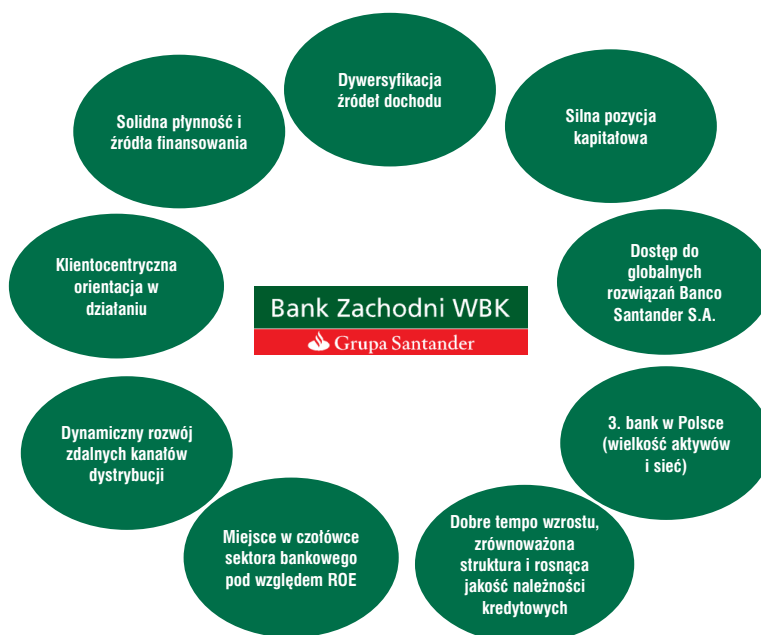 Dywersyfikacja
źródeł dochodu
Silna pozycja
kapitałowa
Dostęp do
globalnych
rozwiązań Banco
Santander S.A.
3. bank w Polsce
(wielkość aktywów
i sieć)
Dobre tempo wzrostu,
zrównoważona
struktura i rosnąca
jakość należności
kredytowych
Miejsce w czołówce
sektora bankowego
pod względem ROE
Dynamiczny rozwój
zdalnych kanałów
dystrybucji
Klientocentryczna
orientacja w
działaniu
Solidna płynność i
źródła finansowania
Bank Zachodni WBK
Grupa Santander